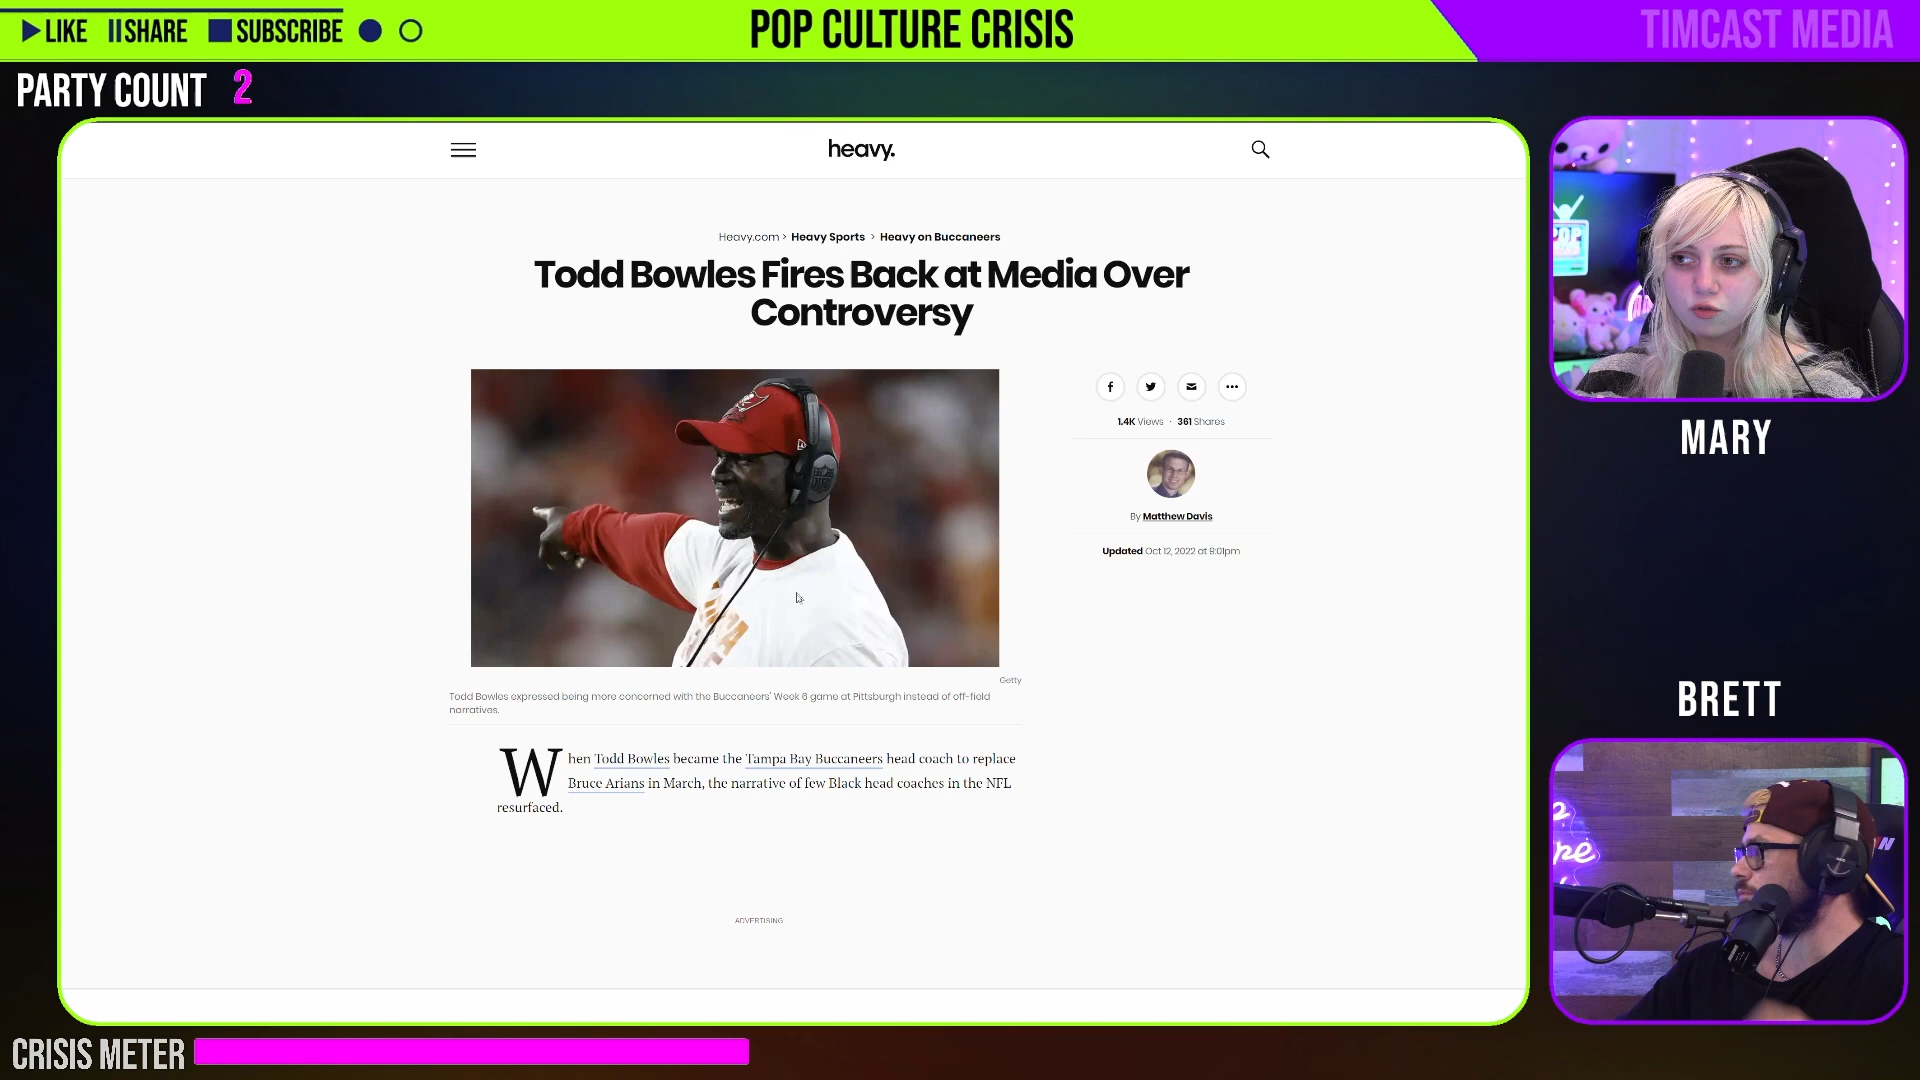 LIKE SHARE SUBSCRIBE
POP CULTURE CRISIS
TIMCAST MEDIA
PARTY COUNT 2
heavy.
Heavy.com > Heavy Sports > Heavy on Buccaneers
Todd Bowles Fires Back at Media Over
Controversy
1.4K Views · 361 Shares
By Matthew Davis
Updated Oct 12, 2022 at 9:01pm
Getty
Todd Bowles expressed being more concerned with the Buccaneers' Week 6 game at Pittsburgh instead of off-field
narratives.
When Todd Bowles became the Tampa Bay Buccaneers head coach to replace
Bruce Arians in March, the narrative of few Black head coaches in the NFL
resurfaced.
ADVERTISING
MARY
BRETT
CRISIS METER